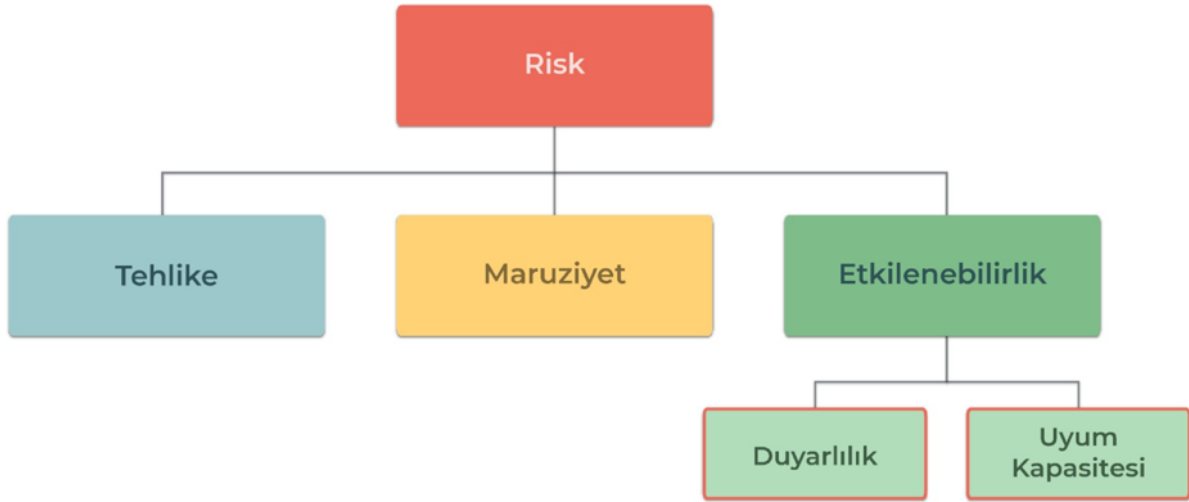 Risk
Tehlike
Maruziyet
Etkilenebilirlik
Duyarlılık
Uyum
Kapasitesi